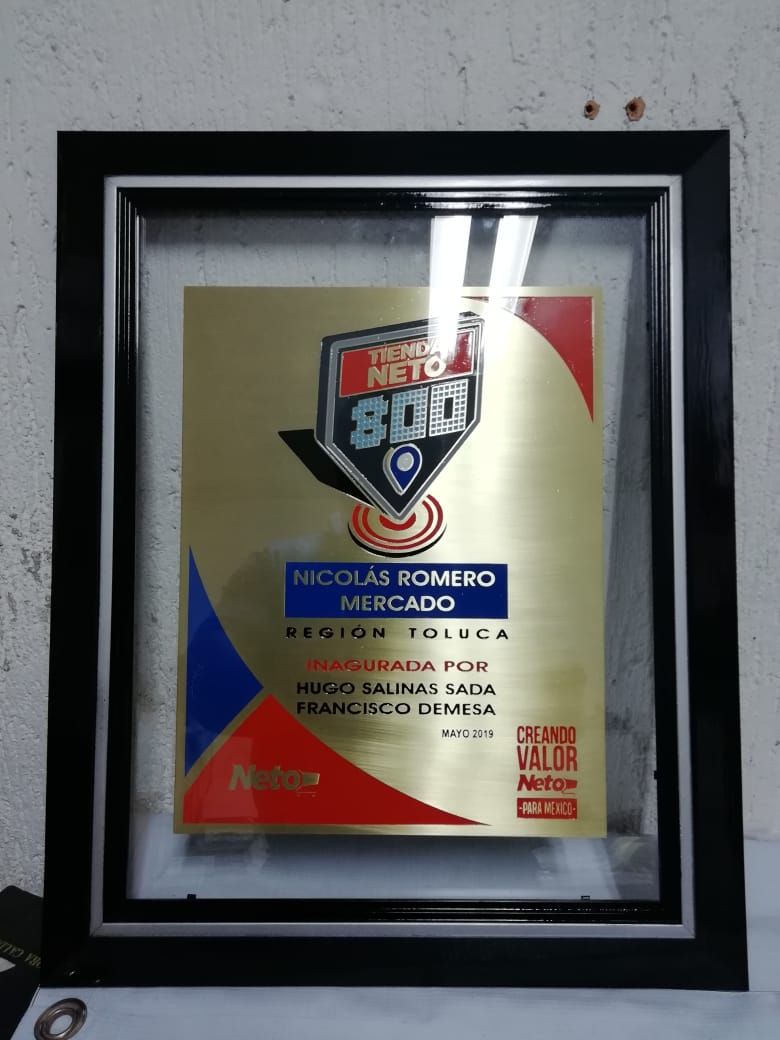 TIENDA
NETO
800
NICOLÁS ROMERO
MERCADO
REGIÓN TOLUCA
INAGURADA POR
HUGO SALINAS SADA
FRANCISCO DEMESA
MAYO 2019
CREANDO
VALOR
Neto
-PARA MÉXICO-
Neto